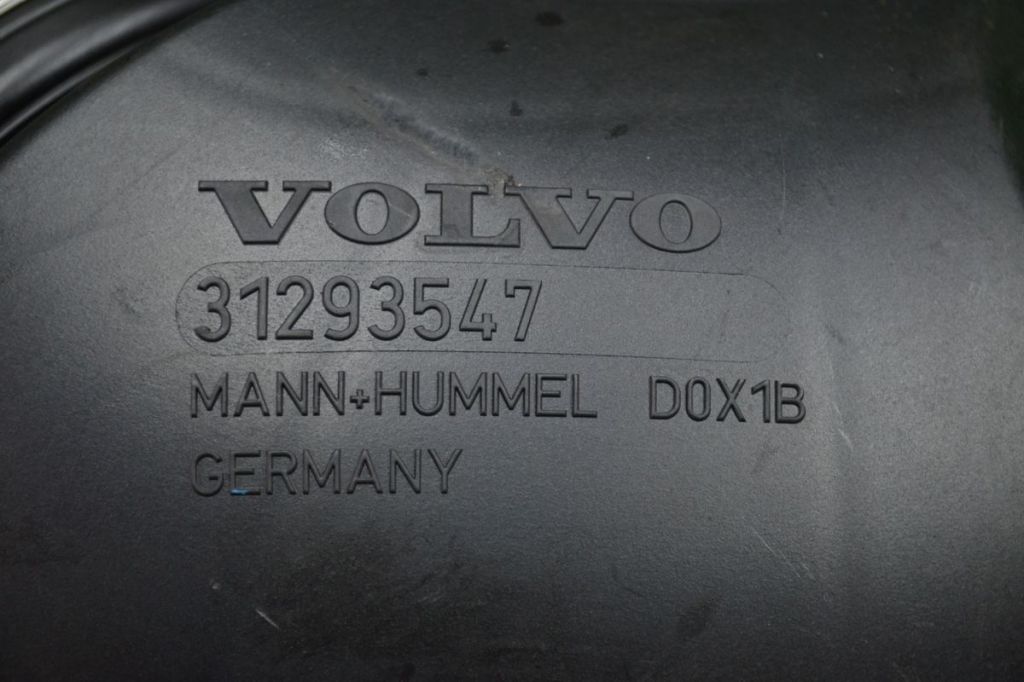 VOLVO
31293547
MANN+HUMMEL D0X1B
GERMANY